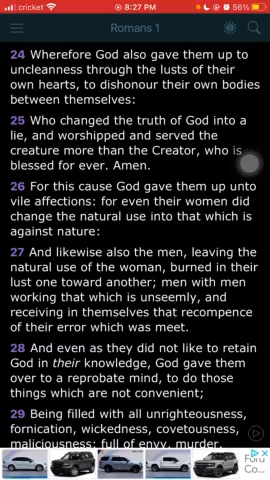 cricket 8:27 PM 56%
Romans 1
24 Wherefore God also gave them up to
uncleanness through the lusts of their
own hearts, to dishonour their own bodies
between themselves:
25 Who changed the truth of God into a
lie, and worshipped and served the
creature more than the Creator, who is
blessed for ever. Amen.
26 For this cause God gave them up unto
vile affections: for even their women did
change the natural use into that which is
against nature:
27 And likewise also the men, leaving the
natural use of the woman, burned in their
lust one toward another; men with men
working that which is unseemly, and
receiving in themselves that recompence
of their error which was meet.
28 And even as they did not like to retain
God in their knowledge, God gave them
over to a reprobate mind, to do those
things which are not convenient;
29 Being filled with all unrighteousness,
fornication, wickedness, covetousness,
maliciousness; full of envy, murder,
Ford
Co...